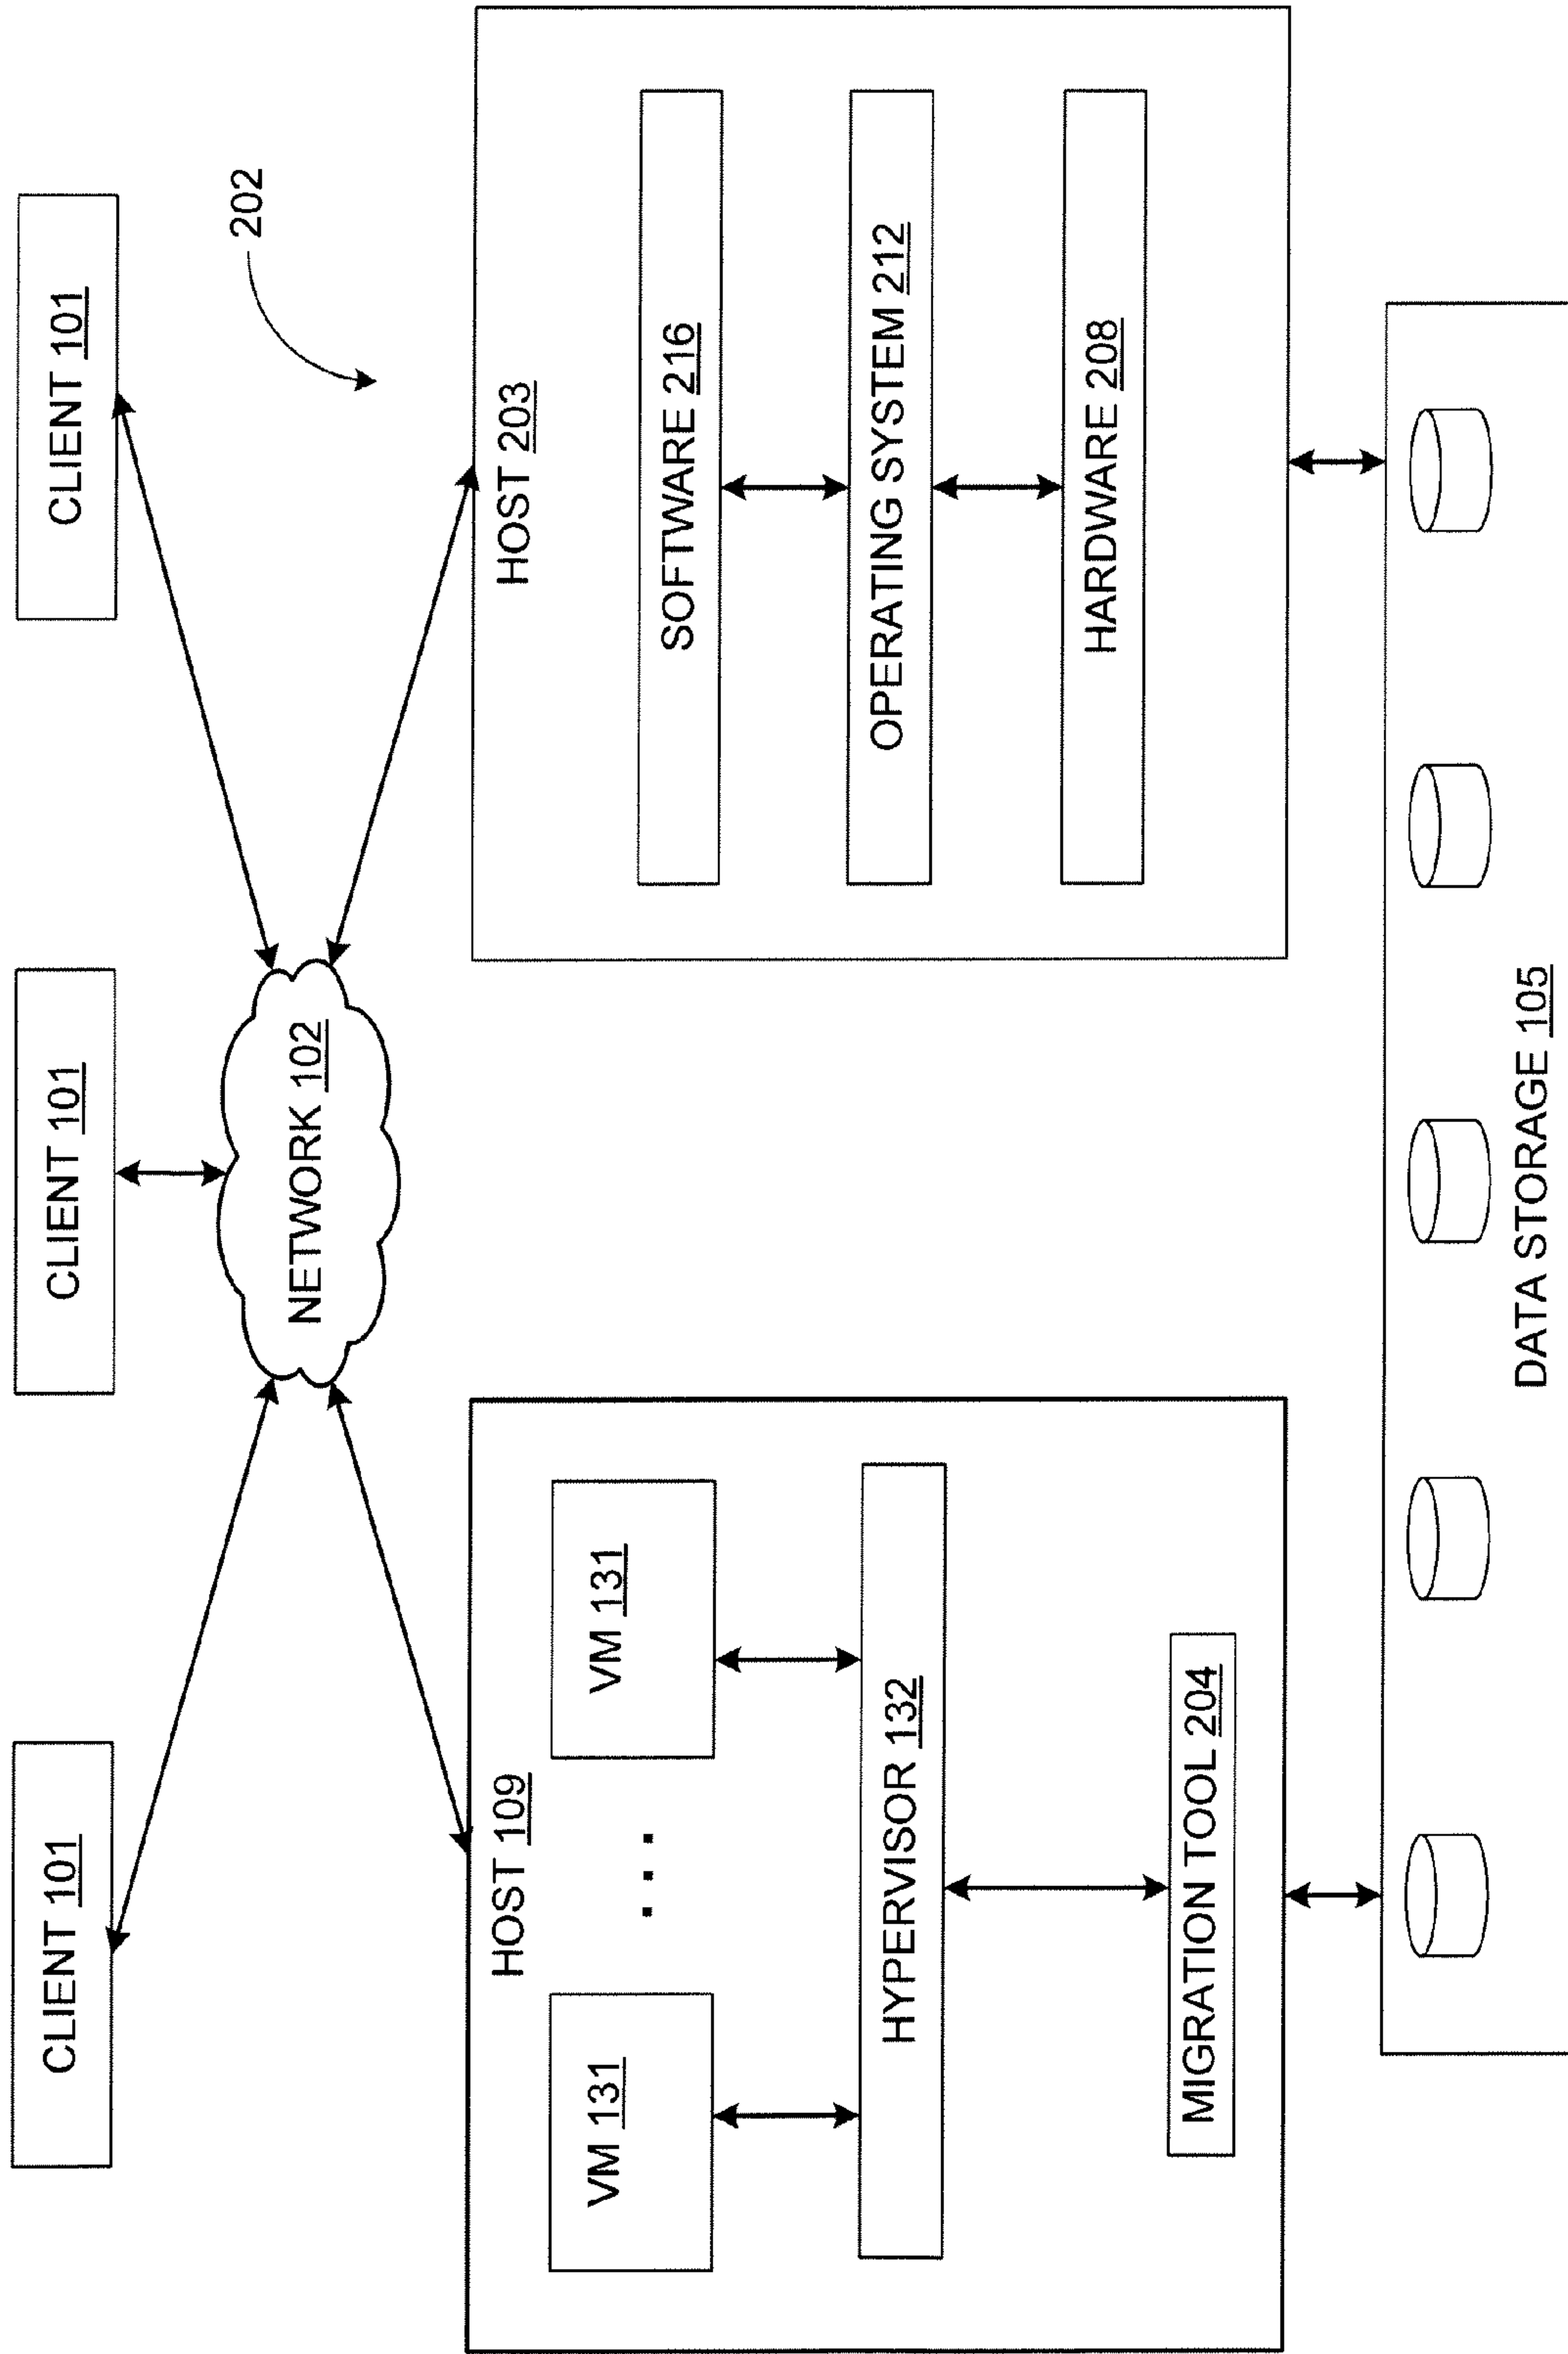 CLIENT 101
CLIENT 101
CLIENT 101
202
NETWORK 102
HOST 109
VM 131
. . .
VM 131
HYPERVISOR 132
MIGRATION TOOL 204
HOST 203
SOFTWARE 216
OPERATING SYSTEM 212
HARDWARE 208
DATA STORAGE 105